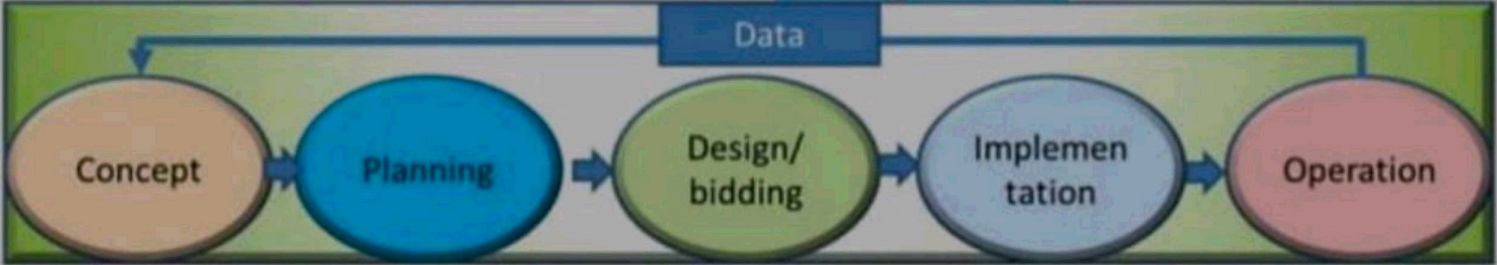 Data
Concept
Planning
Design/
bidding
Implemen
tation
Operation